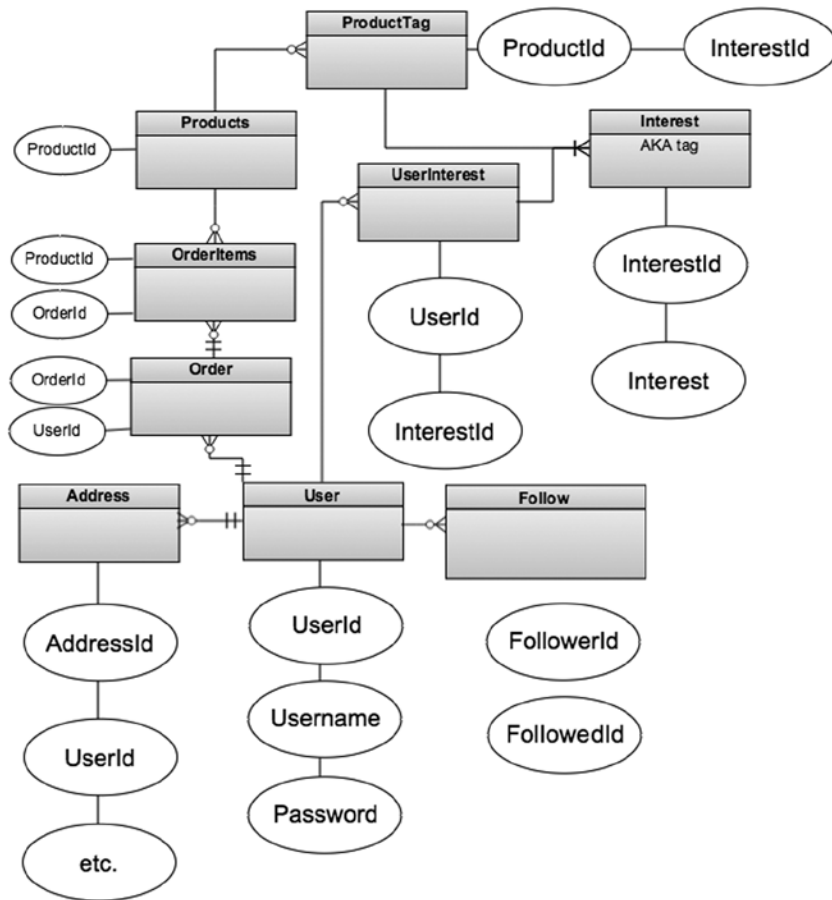 ProductTag
ProductId
InterestId
Products
ProductId
Interest
AKA tag
UserInterest
OrderItems
ProductId
OrderId
InterestId
UserId
Order
OrderId
UserId
Interest
InterestId
Address
User
Follow
AddressId
UserId
FollowerId
Username
FollowedId
UserId
Password
etc.